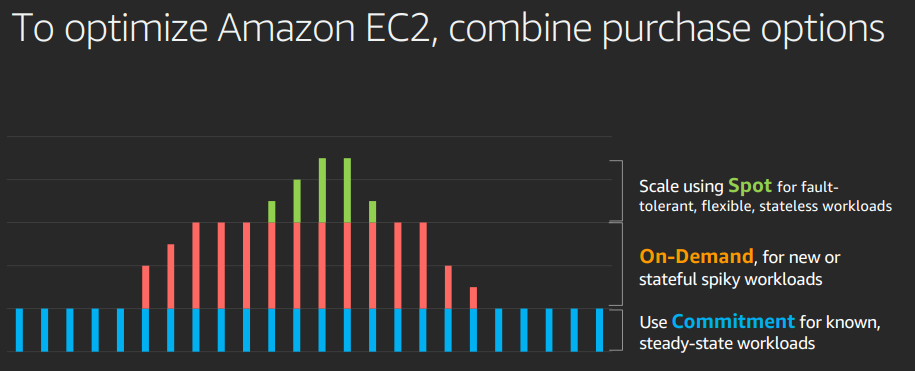 To optimize Amazon EC2, combine purchase options
Scale using Spot for fault-
tolerant, flexible, stateless workloads
On-Demand, for new or
stateful spiky workloads
Use Commitment for known,
steady-state workloads